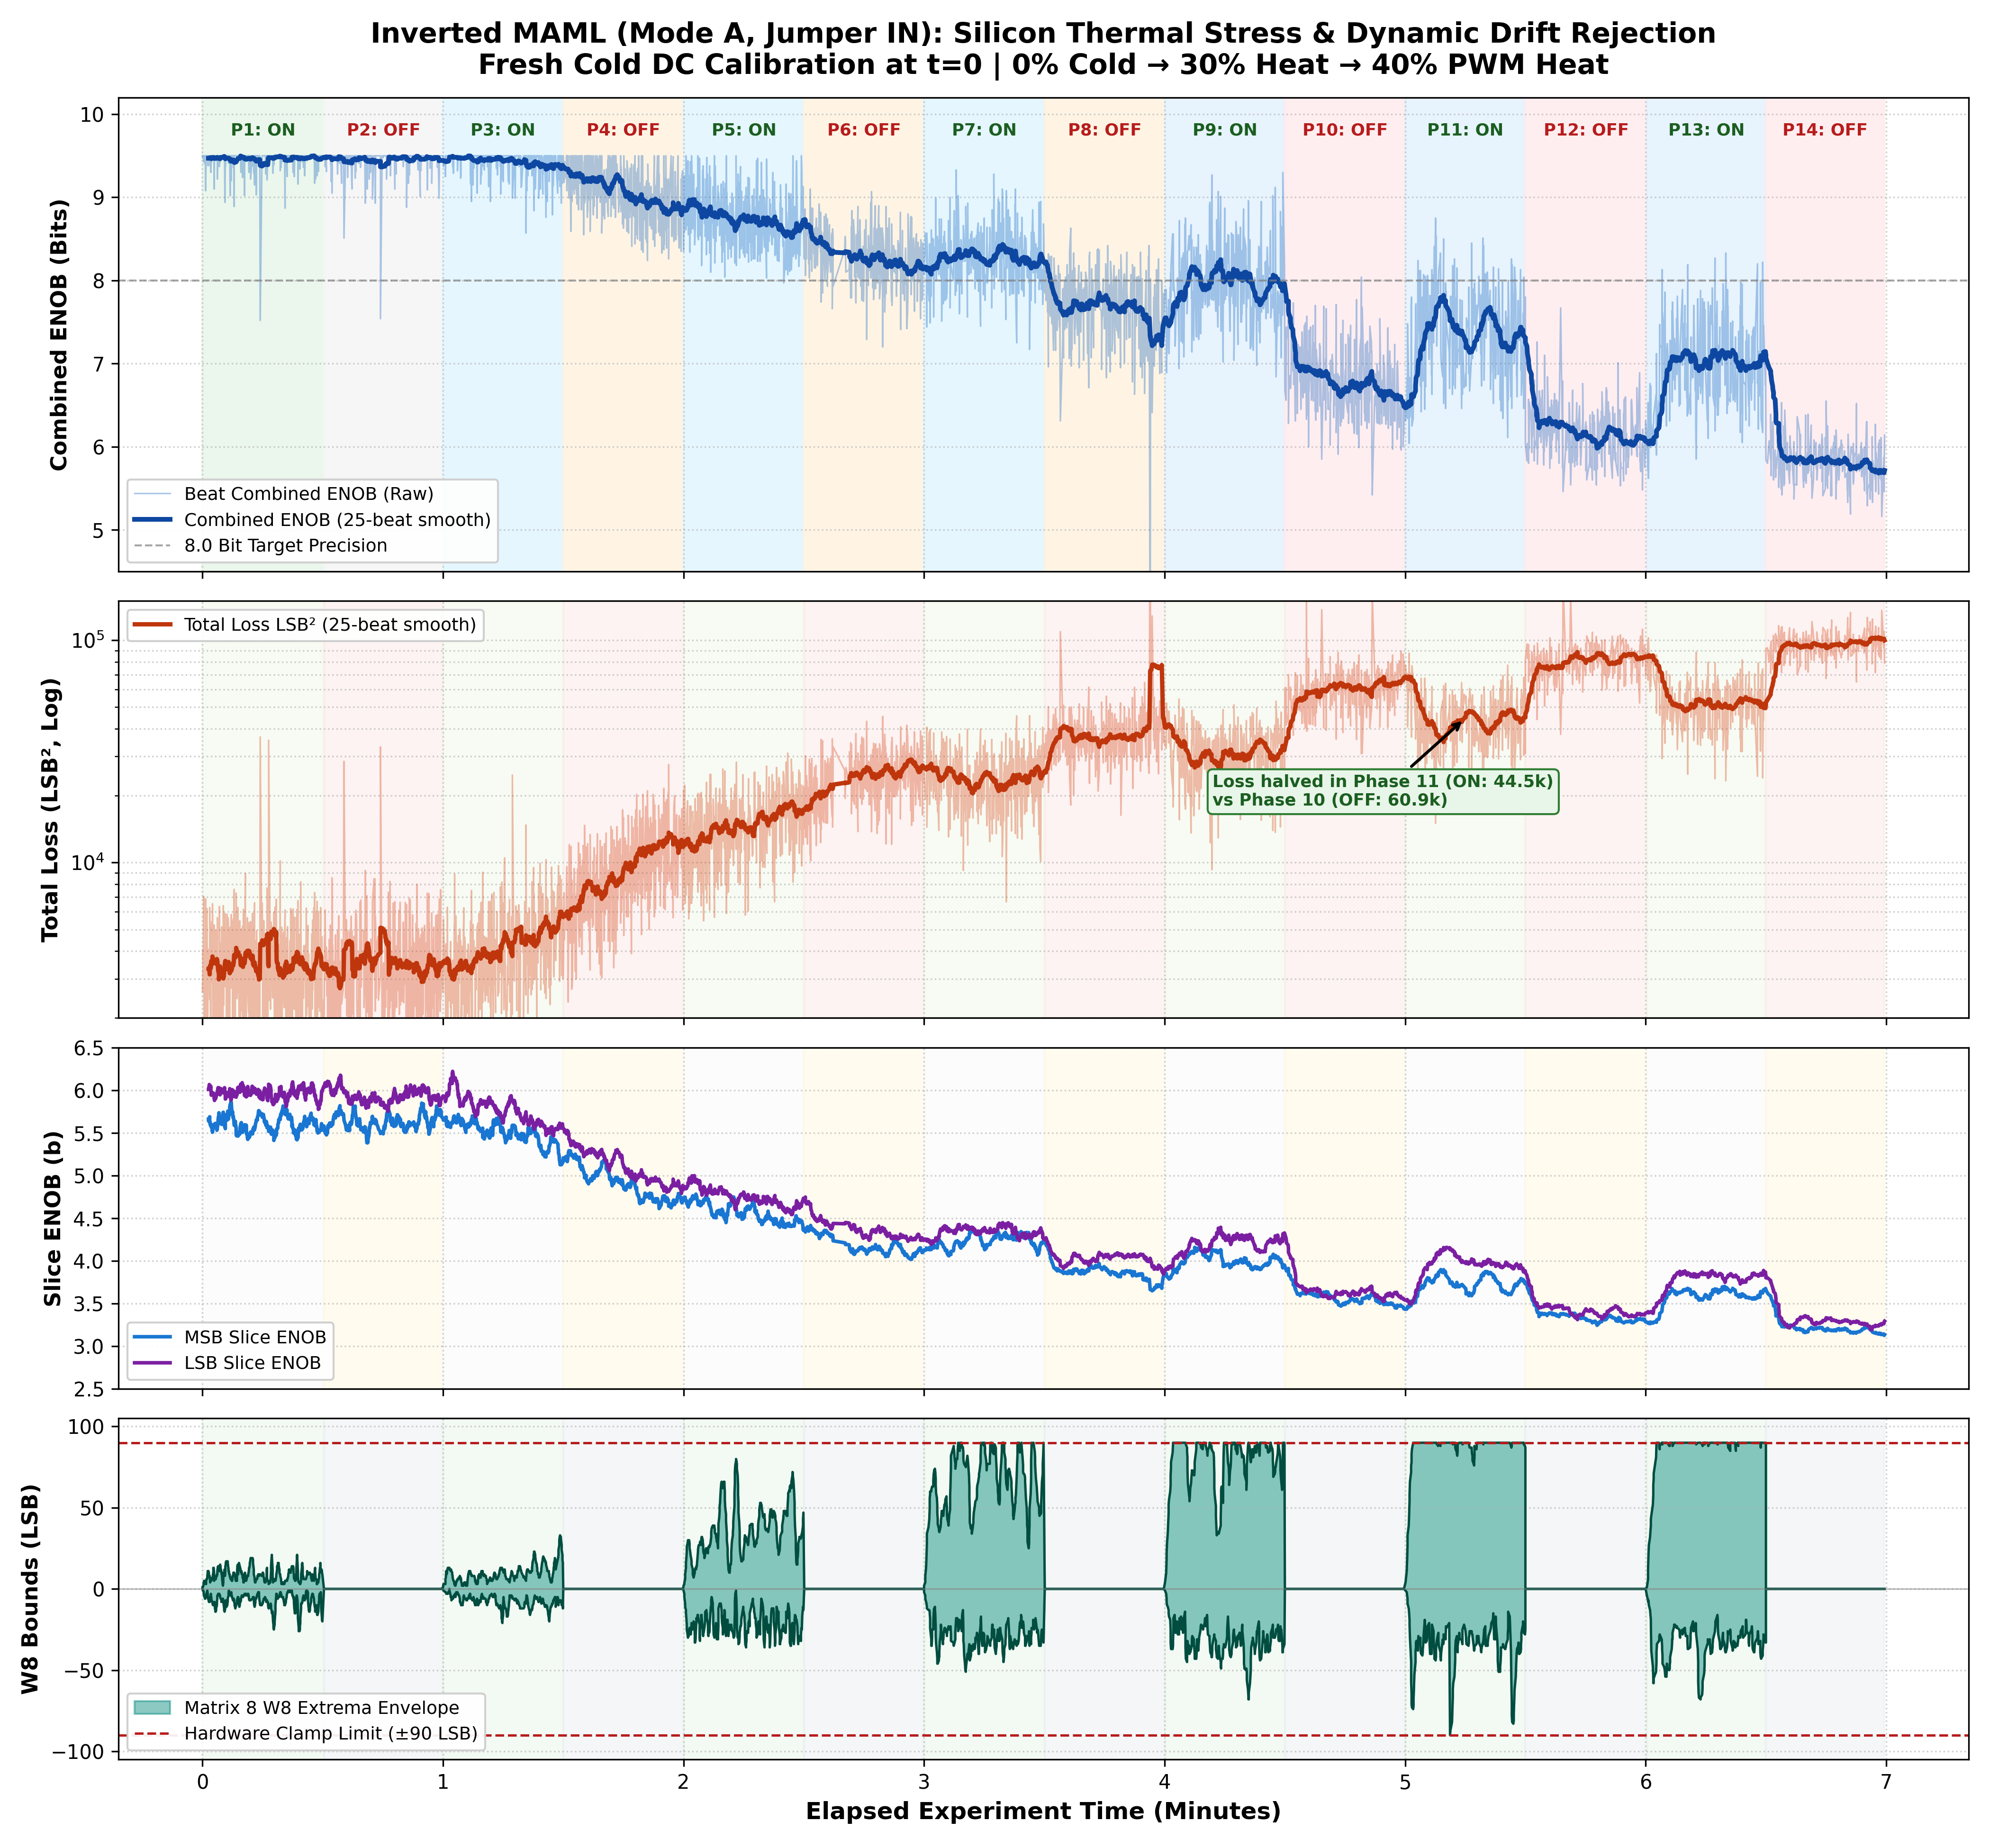 Inverted MAML (Mode A, Jumper IN): Silicon Thermal Stress & Dynamic Drift Rejection
Fresh Cold DC Calibration at t=0 | 0% Cold → 30% Heat → 40% PWM Heat
Combined ENOB (Bits)
10
9
8
7
6
5
P1: ON
P2: OFF
P3: ON
P4: OFF
P5: ON
P6: OFF
P7: ON
P8: OFF
P9: ON
P10: OFF
P11: ON
P12: OFF
P13: ON
P14: OFF
Beat Combined ENOB (Raw)
Combined ENOB (25-beat smooth)
8.0 Bit Target Precision
Total Loss (LSB², Log)
10⁵
10⁴
Total Loss LSB² (25-beat smooth)
Loss halved in Phase 11 (ON: 44.5k)
vs Phase 10 (OFF: 60.9k)
Slice ENOB (b)
6.5
6.0
5.5
5.0
4.5
4.0
3.5
3.0
2.5
MSB Slice ENOB
LSB Slice ENOB
W8 Bounds (LSB)
100
50
0
−50
−100
Matrix 8 W8 Extrema Envelope
Hardware Clamp Limit (±90 LSB)
0
1
2
3
4
5
6
7
Elapsed Experiment Time (Minutes)